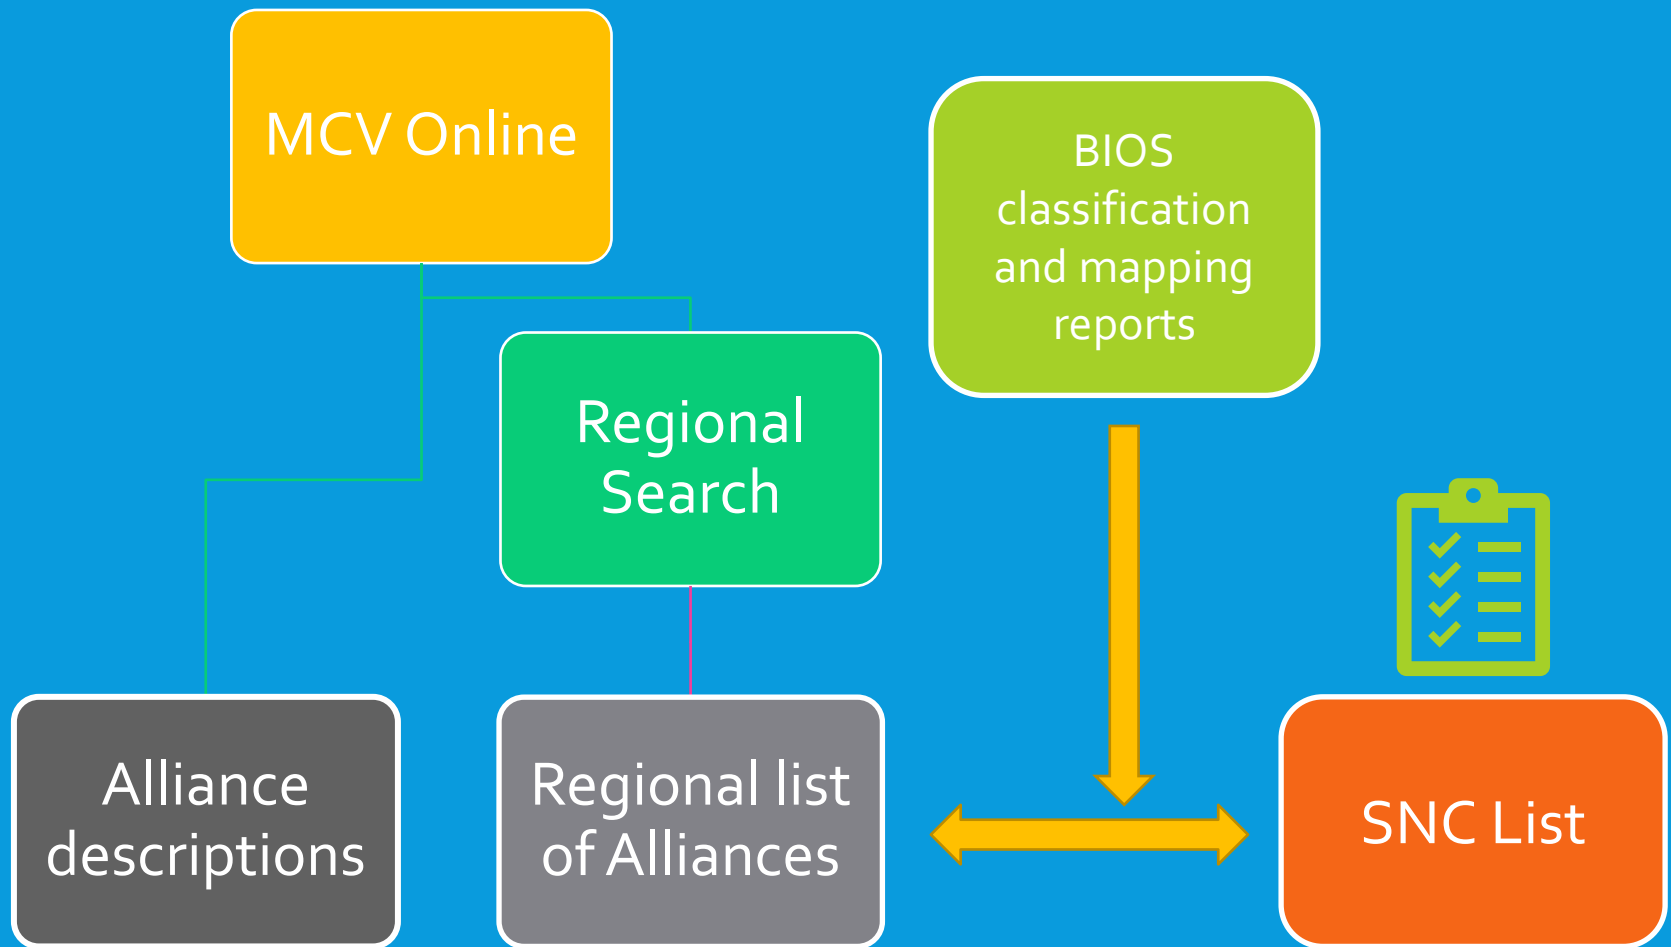 MCV Online
BIOS
classification
and mapping
reports
Regional
Search
Alliance
descriptions
Regional list
of Alliances
SNC List